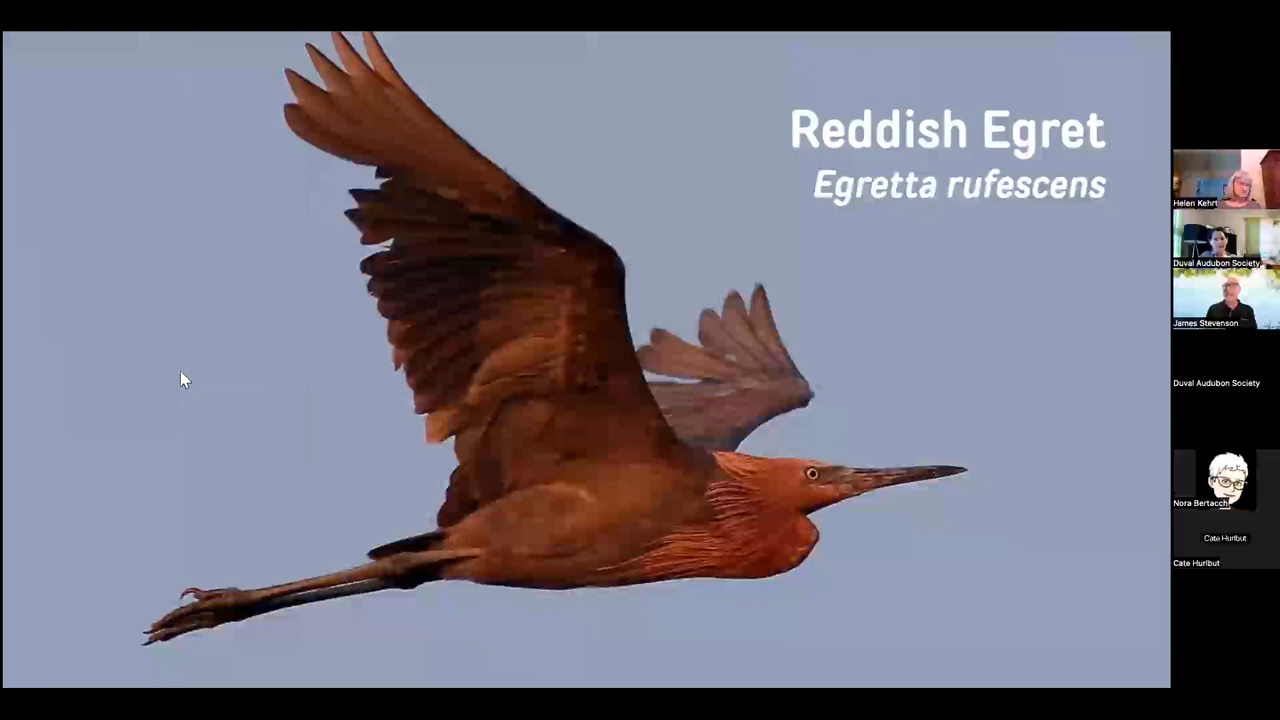 Reddish Egret
Egretta rufescens
Helen Kehrt
Duval Audubon Society
James Stevenson
Duval Audubon Society
Nora Bertacchi
Cate Hurlbut
Cate Hurlbut